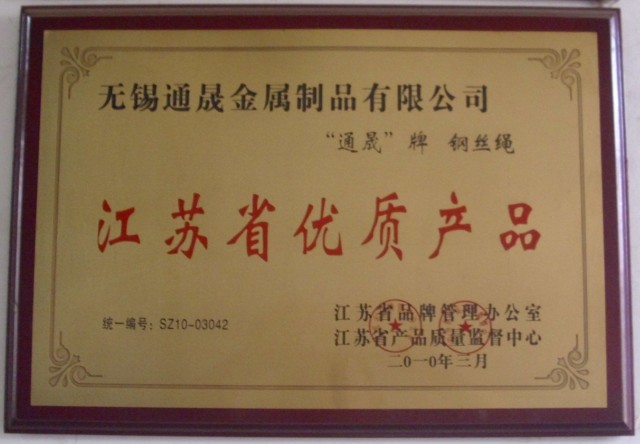 无锡通晟金属制品有限公司
“通晟”牌 钢丝绳
江苏省优质产品
统一编号：SZ10-03042
江苏省品牌管理办公室
江苏省产品质量监督中心
二〇一〇年三月